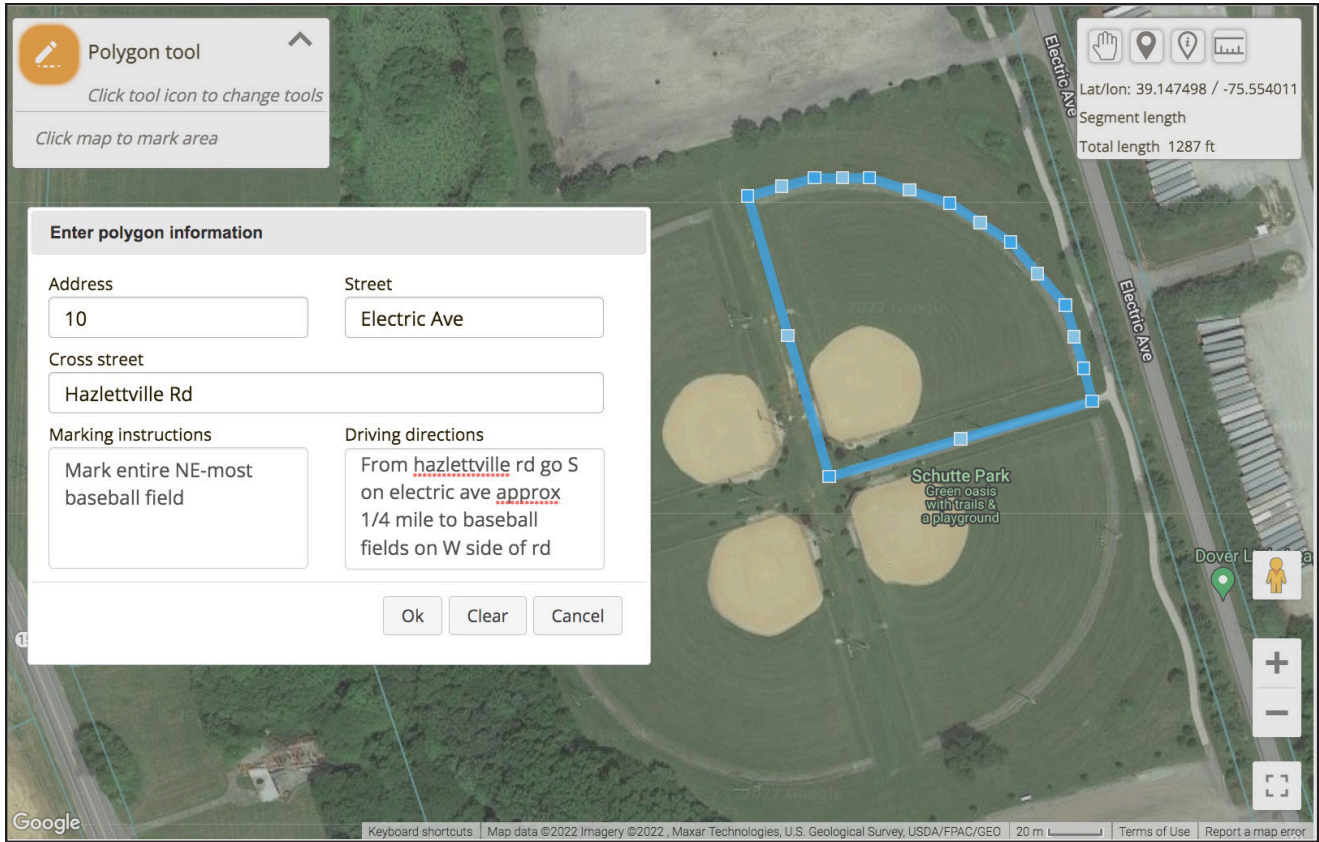 Polygon tool
Click tool icon to change tools
Click map to mark area
Electric Ave
Lat/lon: 39.147498 / -75.554011
Segment length
Total length 1287 ft
Enter polygon information
Address
Street
10
Electric Ave
Cross street
Hazlettville Rd
Marking instructions
Driving directions
Mark entire NE-most
baseball field
From hazlettville rd go S
on electric ave approx
1/4 mile to baseball
fields on W side of rd
Ok
Clear
Cancel
Electric Ave
Schutte Park
Green oasis
with trails &
a playground
Dover
Google
Keyboard shortcuts
Map data ©2022 Imagery ©2022 , Maxar Technologies, U.S. Geological Survey, USDA/FPAC/GEO
20 m
Terms of Use
Report a map error